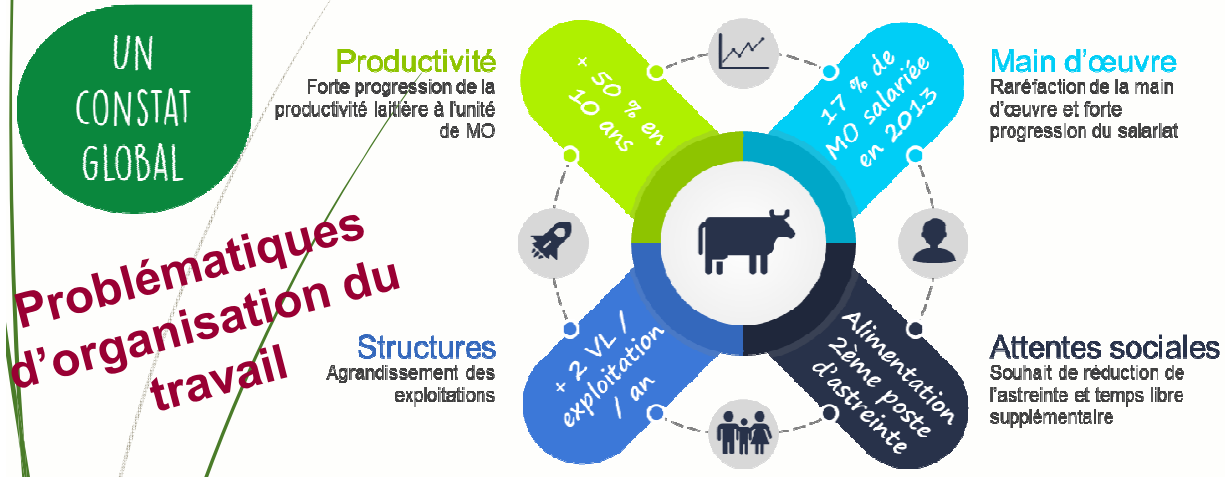 UN
CONSTAT
GLOBAL
Problématiques
d'organisation du
travail
Productivité
Forte progression de la
productivité laitière à l'unité
de MO
+ 50 % en
10 ans
17 % de
MO salariée
en 2013
Main d'œuvre
Raréfaction de la main
d'œuvre et forte
progression du salariat
Structures
Agrandissement des
exploitations
+ 2 VL /
exploitation
/ an
Alimentation
2ème poste
d'astreinte
Attentes sociales
Souhait de réduction de
l'astreinte et temps libre
supplémentaire